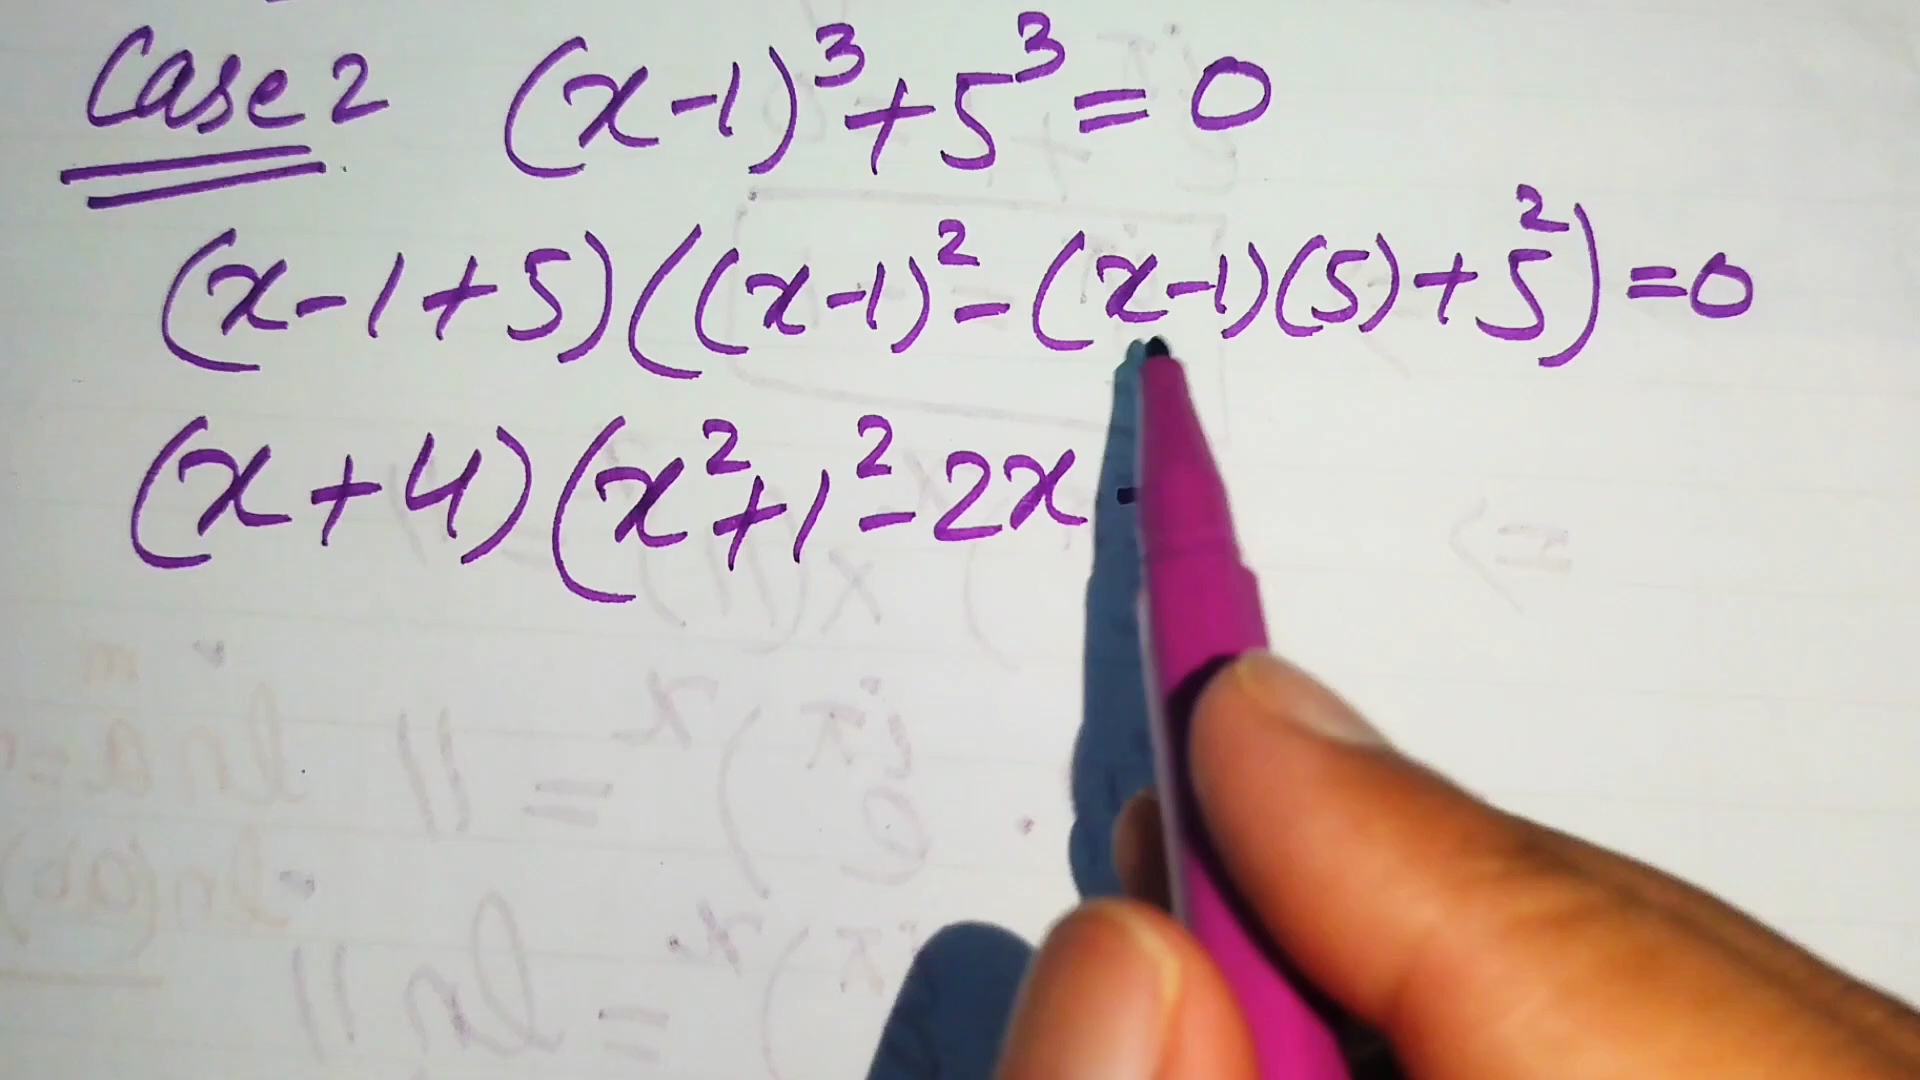 Case 2 (x-1)³+5³=0
(x-1+5)((x-1)²-(x-1)(5)+5²)=0
(x+4)(x²+1²-2x-